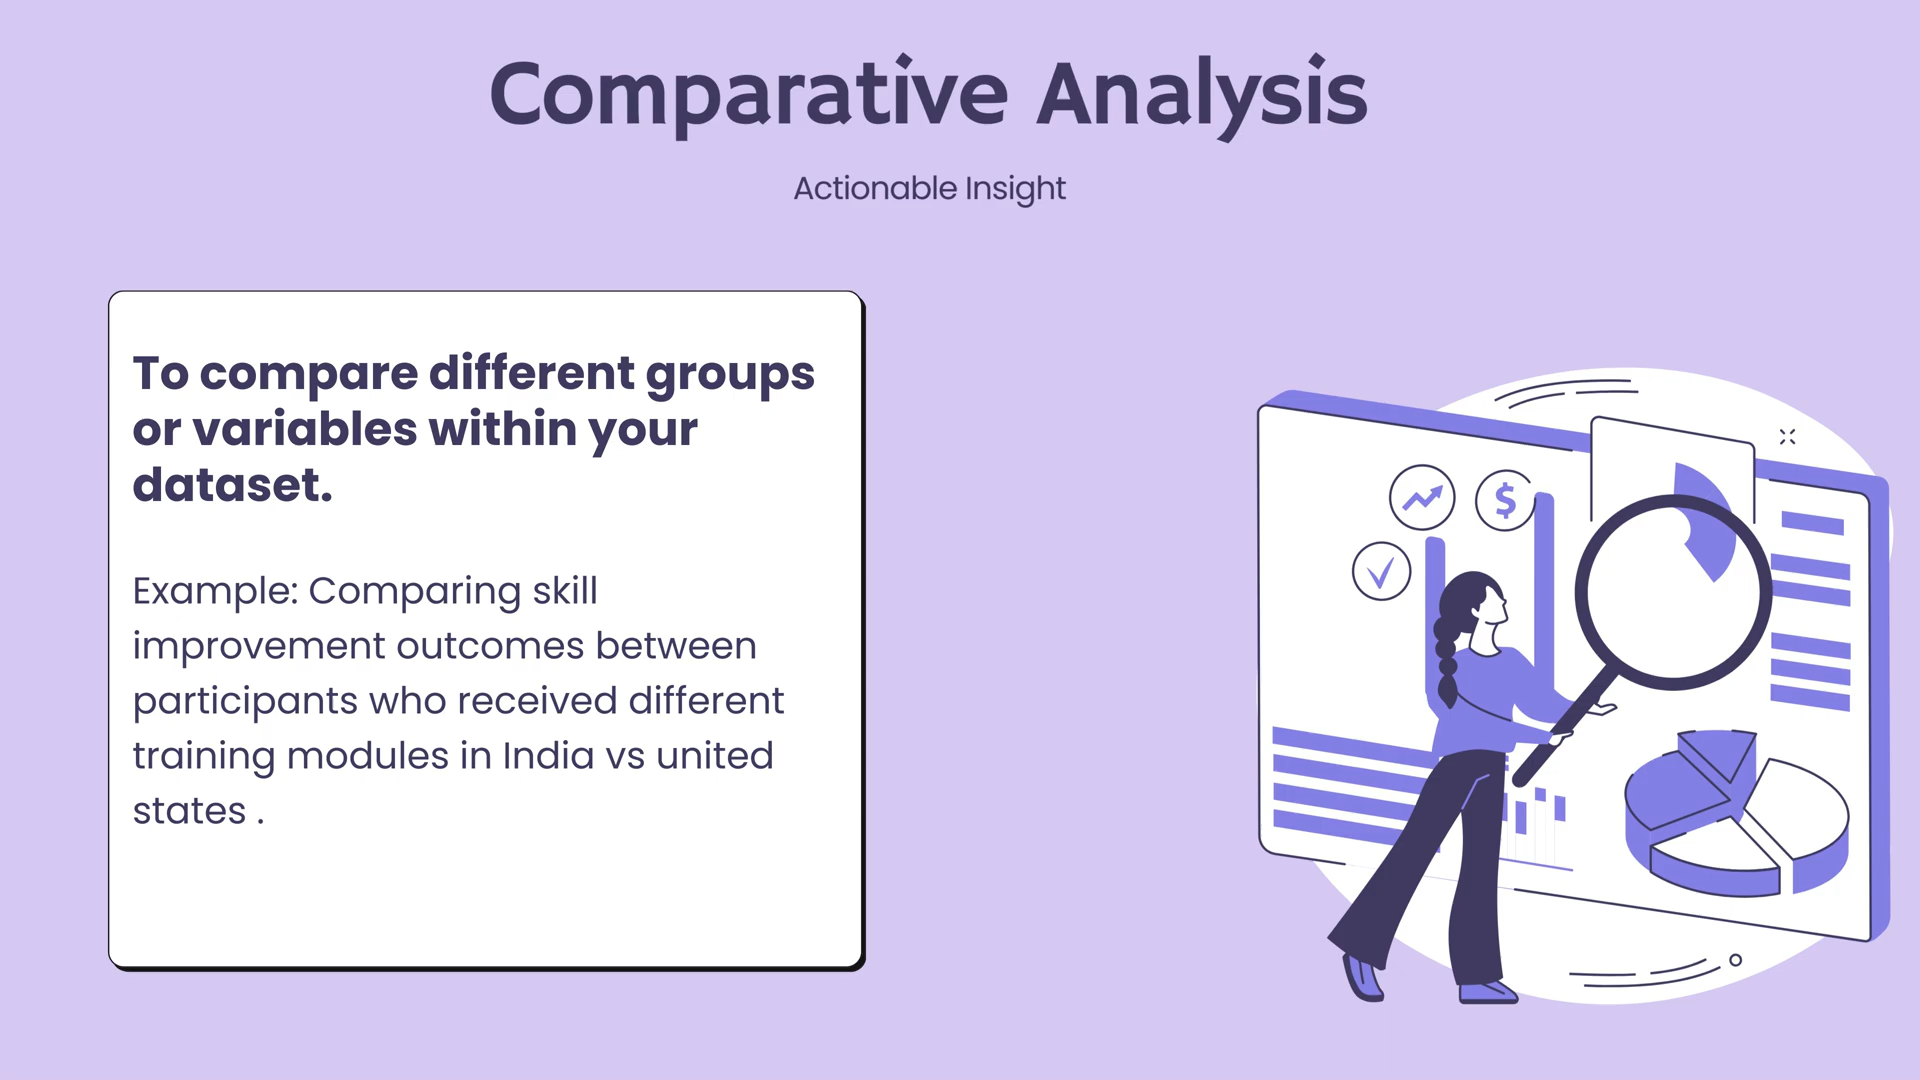 Comparative Analysis
Actionable Insight
To compare different groups
or variables within your
dataset.
Example: Comparing skill
improvement outcomes between
participants who received different
training modules in India vs united
states .
$